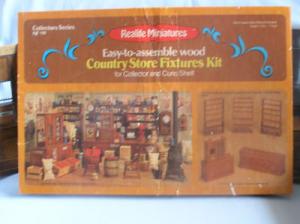 Collectors Series
Realife Miniatures
Easy-to-assemble wood
Country Store Fixtures Kit
for Collector and Curio Shelf